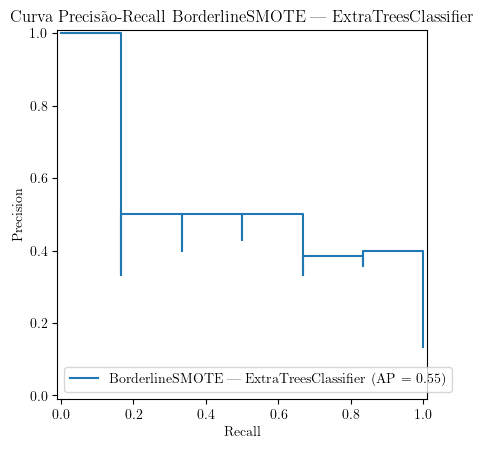 Curva Precisão-Recall BorderlineSMOTE — ExtraTreesClassifier
1.0
0.8
0.6
0.4
0.2
0.0
Precision
BorderlineSMOTE — ExtraTreesClassifier (AP = 0.55)
0.0 0.2 0.4 0.6 0.8 1.0
Recall